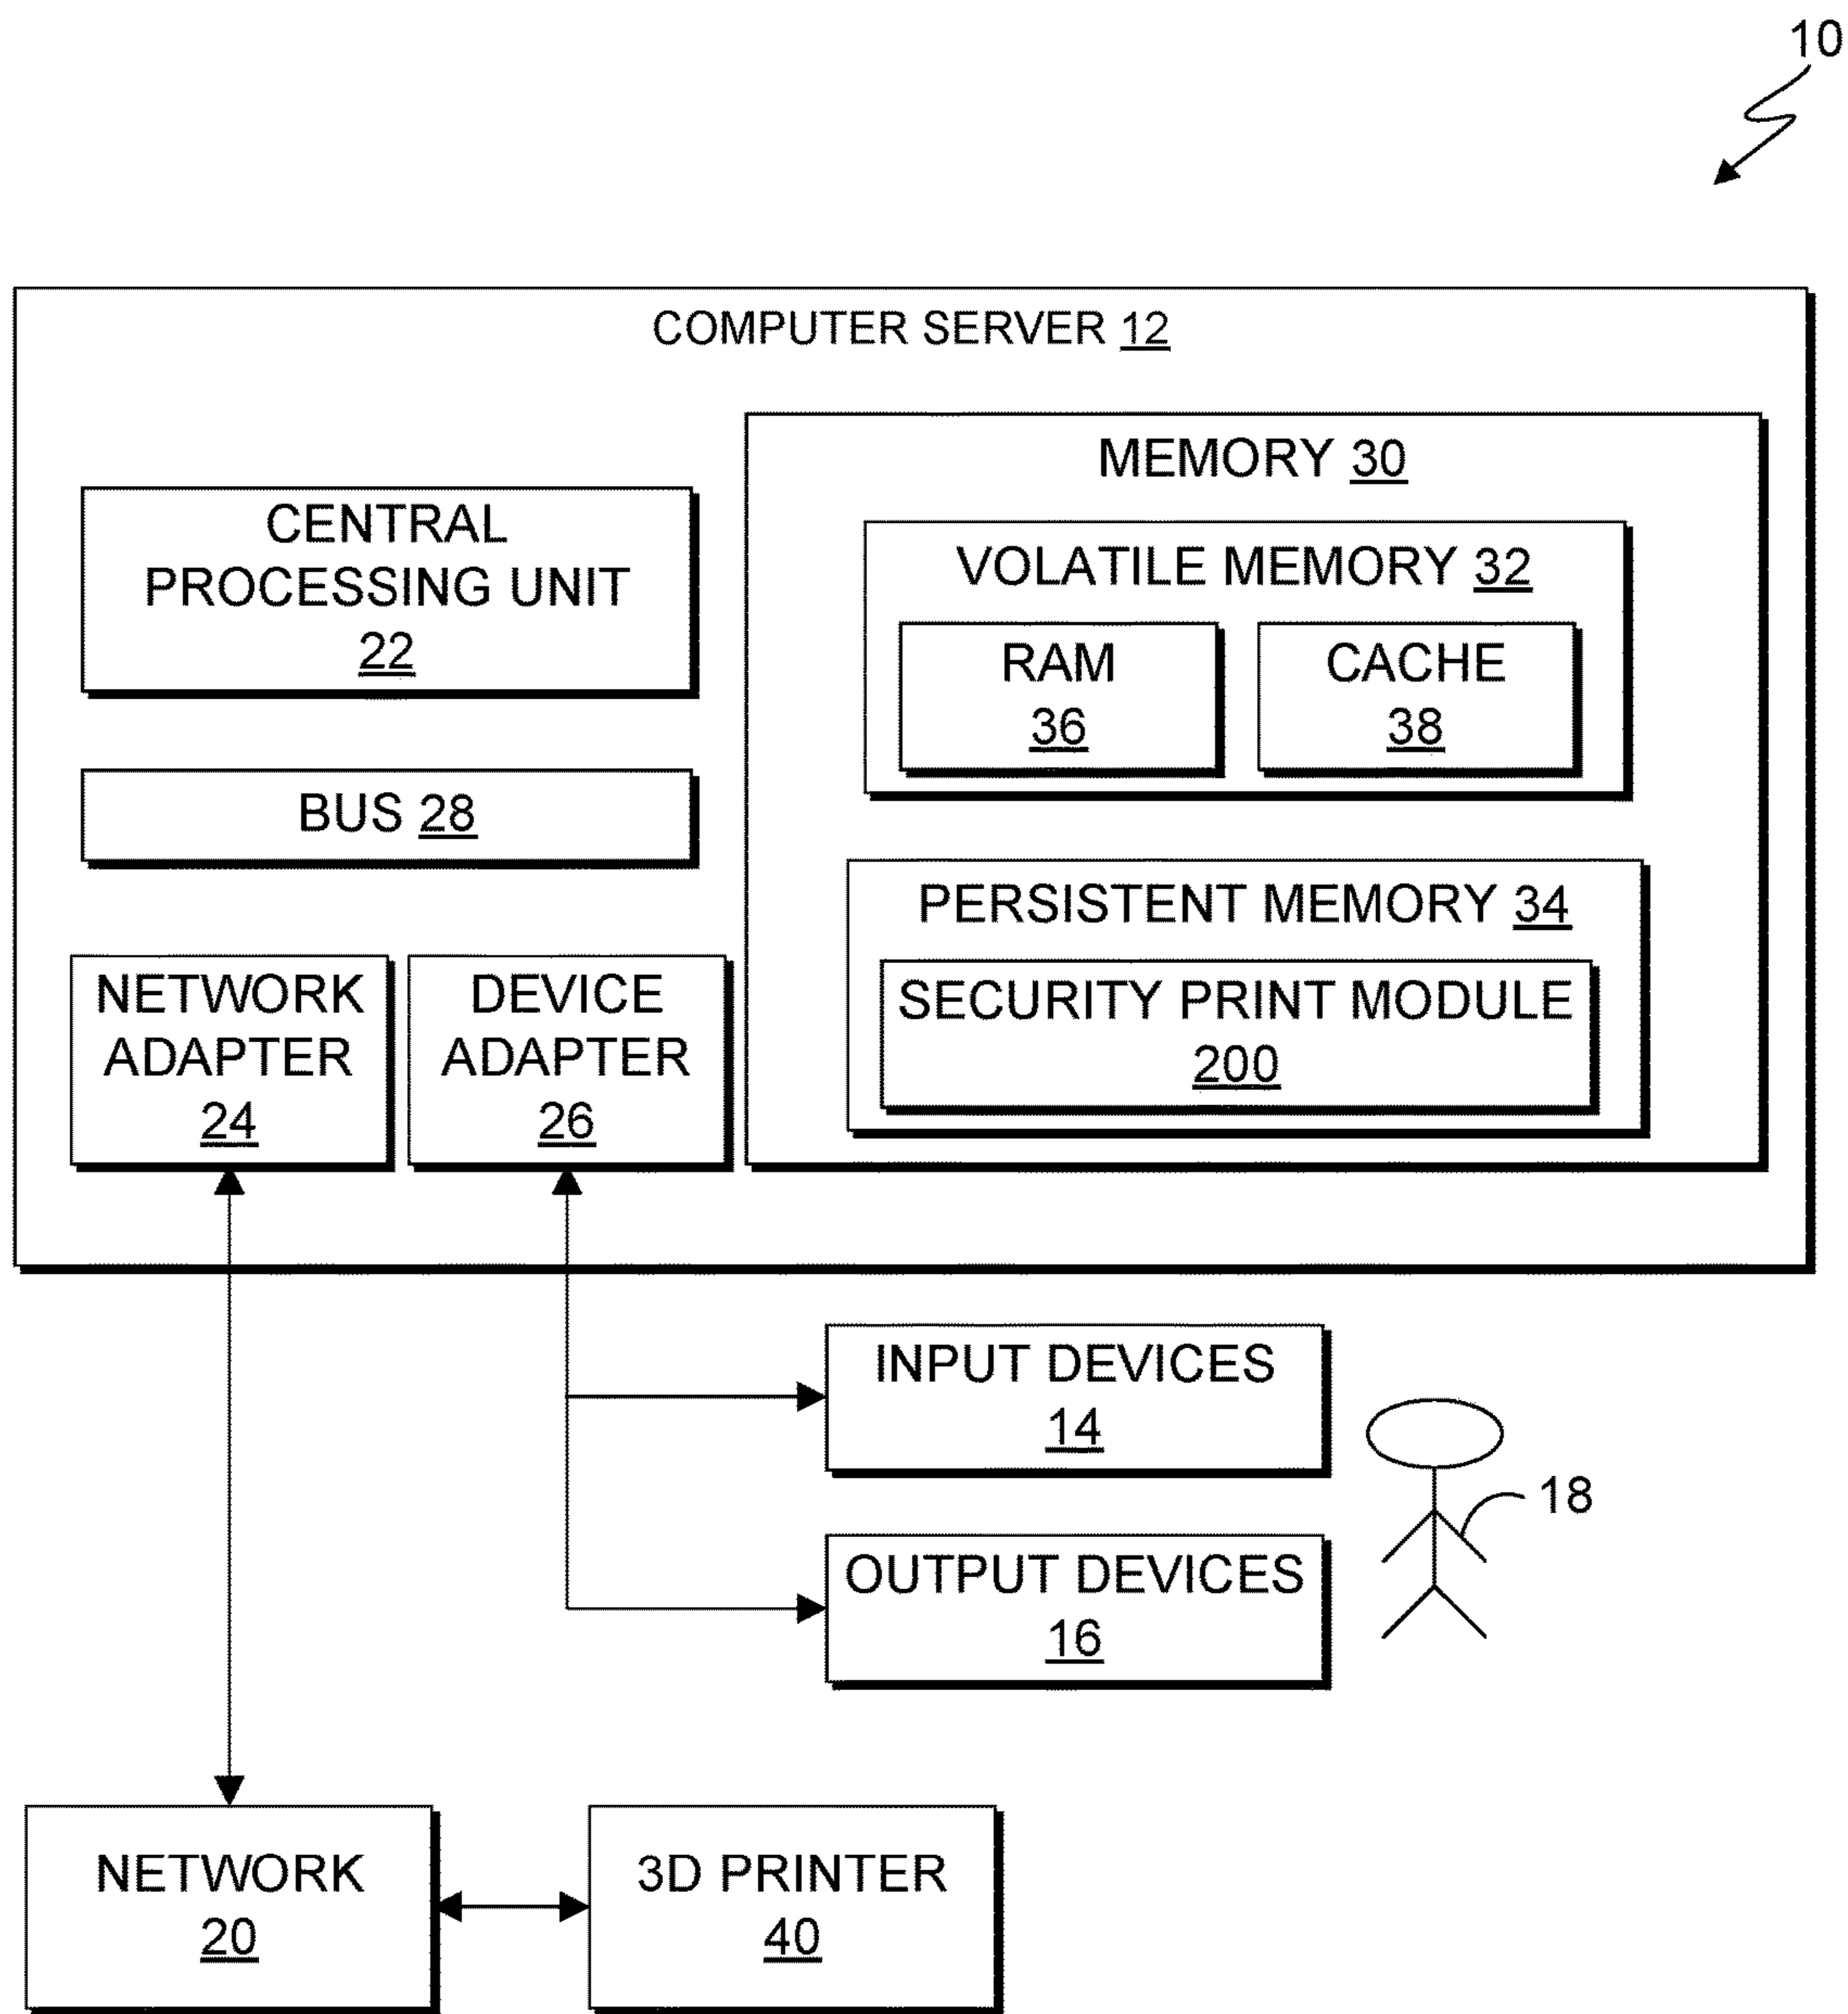 10
COMPUTER SERVER 12
CENTRAL
PROCESSING UNIT
22
BUS 28
NETWORK
ADAPTER
24
DEVICE
ADAPTER
26
MEMORY 30
VOLATILE MEMORY 32
RAM
36
CACHE
38
PERSISTENT MEMORY 34
SECURITY PRINT MODULE
200
INPUT DEVICES
14
OUTPUT DEVICES
16
18
NETWORK
20
3D PRINTER
40